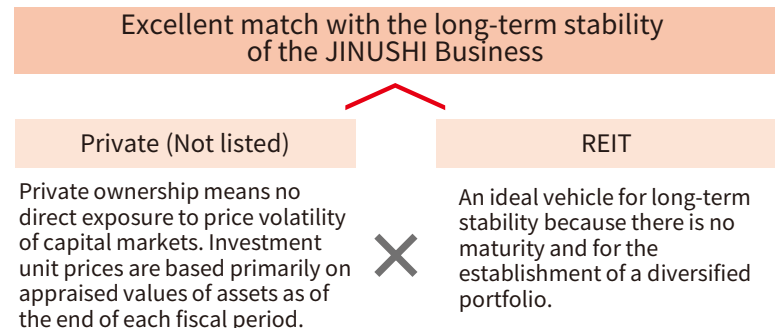 Excellent match with the long-term stability
of the JINUSHI Business
Private (Not listed)
Private ownership means no
direct exposure to price volatility
of capital markets. Investment
unit prices are based primarily on
appraised values of assets as of
the end of each fiscal period.
REIT
An ideal vehicle for long-term
stability because there is no
maturity and for the
establishment of a diversified
portfolio.